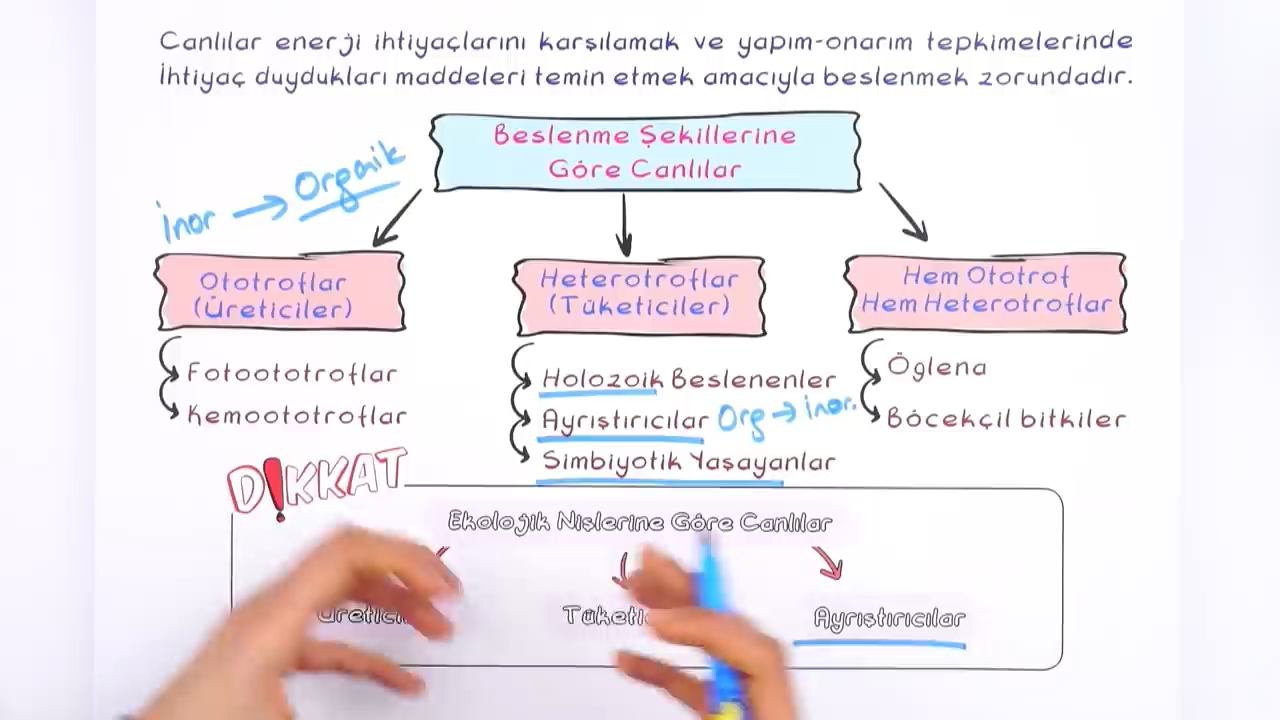 Canlılar enerji ihtiyaçlarını karşılamak ve yapım-onarım tepkimelerinde
İhtiyaç duydukları maddeleri temin etmek amacıyla beslenmek zorundadır.
Beslenme Şekillerine
Göre Canlılar
İnor → Organik
Ototroflar
(Üreticiler)
Heterotroflar
(Tüketiciler)
Hem Ototrof
Hem Heterotroflar
Fotoototroflar
Kemoototroflar
Holozoik Beslenenler
Ayrıştırıcılar Org → inor.
Simbiyotik Yaşayanlar
Öglena
Böcekçil bitkiler
DİKKAT
Ekolojik Nişlerine Göre Canlılar
Ayrıştırıcılar